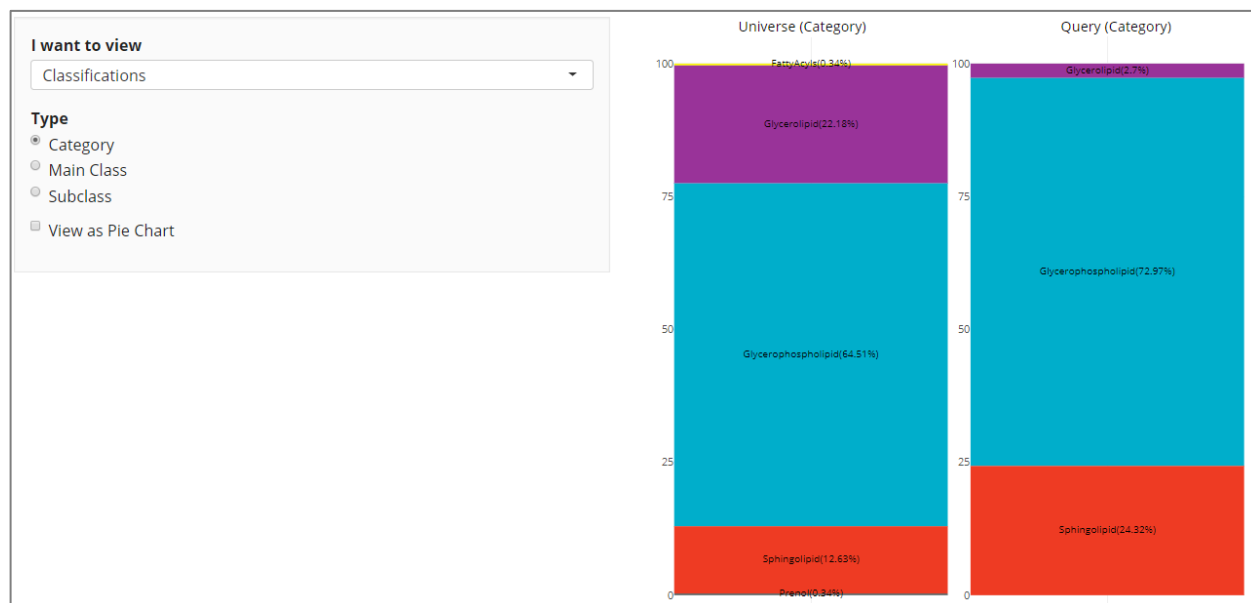 I want to view
Classifications
Type
Category
Main Class
Subclass
View as Pie Chart
Universe (Category)
100
75
50
25
0
FattyAcyls(0.34%)
Glycerolipid(22.18%)
Glycerophospholipid(64.51%)
Sphingolipid(12.63%)
Prenol(0.34%)
Query (Category)
100
75
50
25
0
Glycerolipid(2.7%)
Glycerophospholipid(72.97%)
Sphingolipid(24.32%)